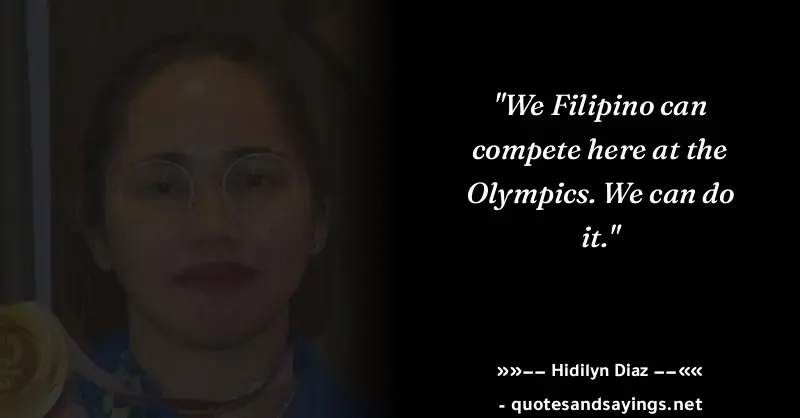 "We Filipino can
compete here at the
Olympics. We can do
it."
»»−− Hidilyn Diaz −−««
- quotesandsayings.net